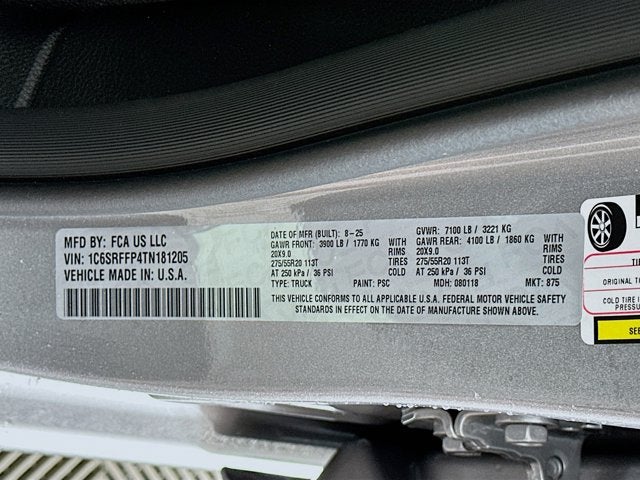 MFD BY: FCA US LLC
VIN: 1C6SRFFP4TN181205
VEHICLE MADE IN: U.S.A.
DATE OF MFR (BUILT): 8-25
GAWR FRONT: 3900 LB / 1770 KG WITH
20X9.0 RIMS
275/55R20 113T TIRES
AT 250 kPa / 36 PSI
TYPE: TRUCK PAINT: PSC
GVWR: 7100 LB / 3221 KG
GAWR REAR: 4100 LB / 1860 KG WITH
20X9.0 RIMS
275/55R20 113T TIRES
AT 250 kPa / 36 PSI
MDH: 080118 MKT: 875
THIS VEHICLE CONFORMS TO ALL APPLICABLE U.S.A. FEDERAL MOTOR VEHICLE SAFETY
STANDARDS IN EFFECT ON THE DATE OF MANUFACTURE SHOWN ABOVE.
ORIGINAL
COLD TIRE
SEE